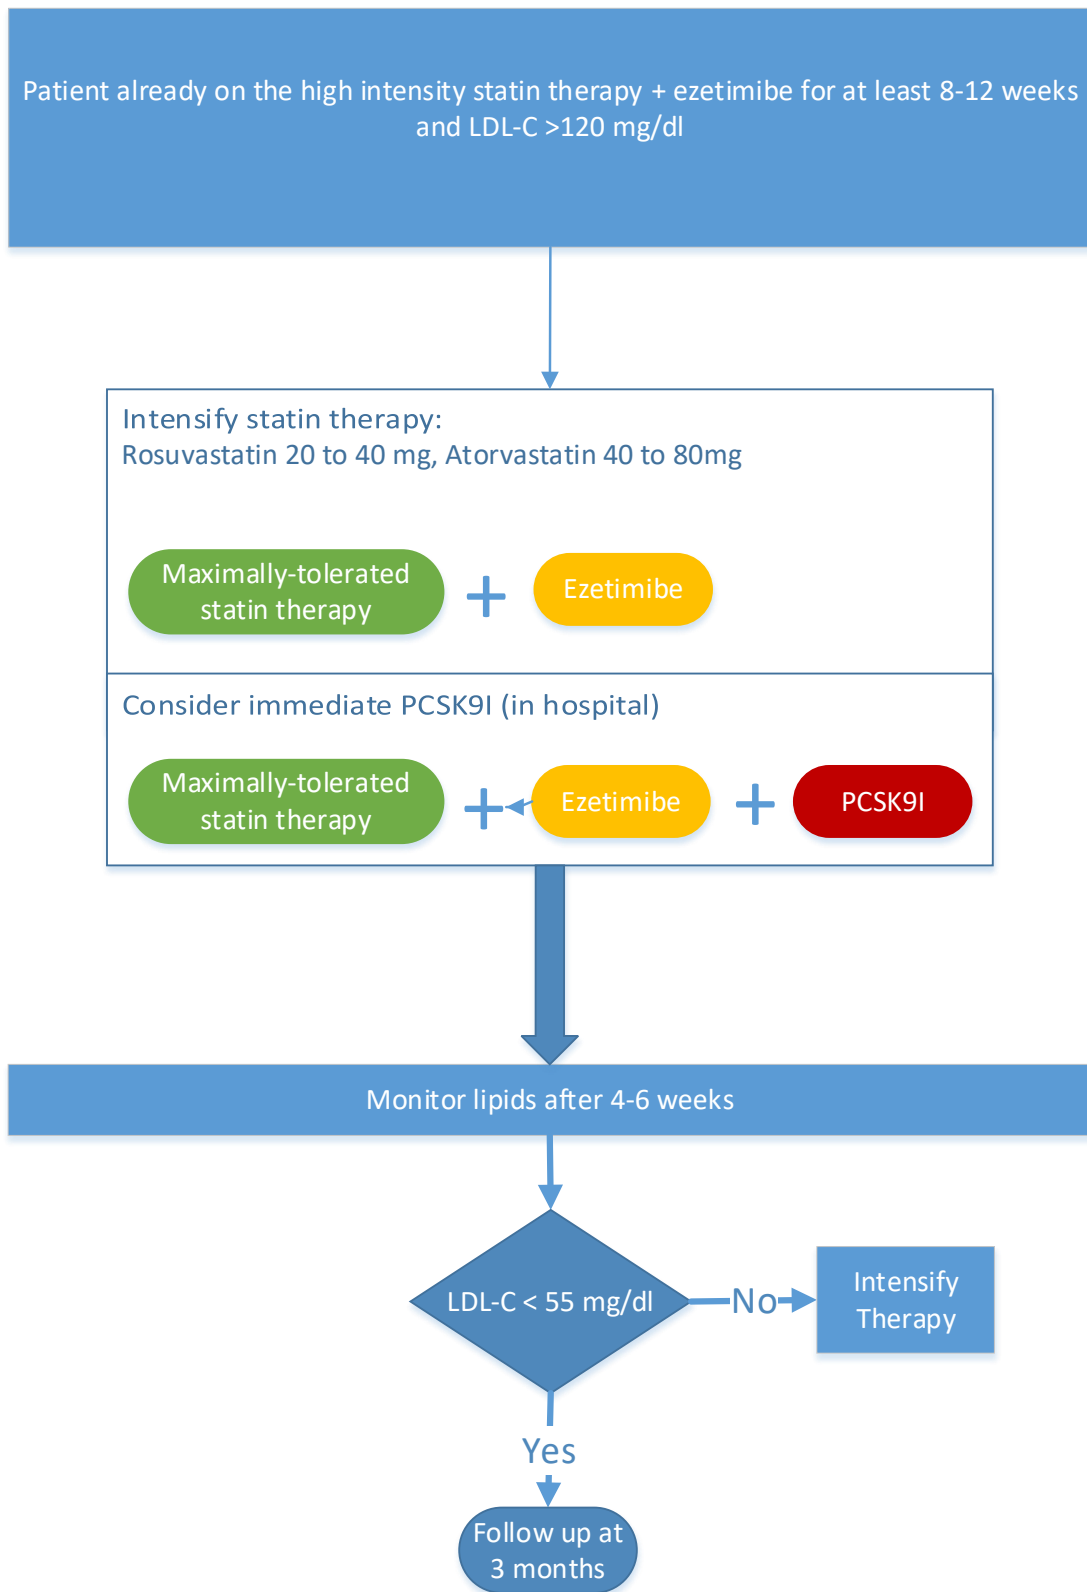 Patient already on the high intensity statin therapy + ezetimibe for at least 8-12 weeks
and LDL-C >120 mg/dl
Intensify statin therapy:
Rosuvastatin 20 to 40 mg, Atorvastatin 40 to 80mg
Maximally-tolerated
statin therapy
+
Ezetimibe
Consider immediate PCSK9I (in hospital)
Maximally-tolerated
statin therapy
+
Ezetimibe
+
PCSK9I
Monitor lipids after 4-6 weeks
LDL-C < 55 mg/dl
No
Intensify
Therapy
Yes
Follow up at
3 months